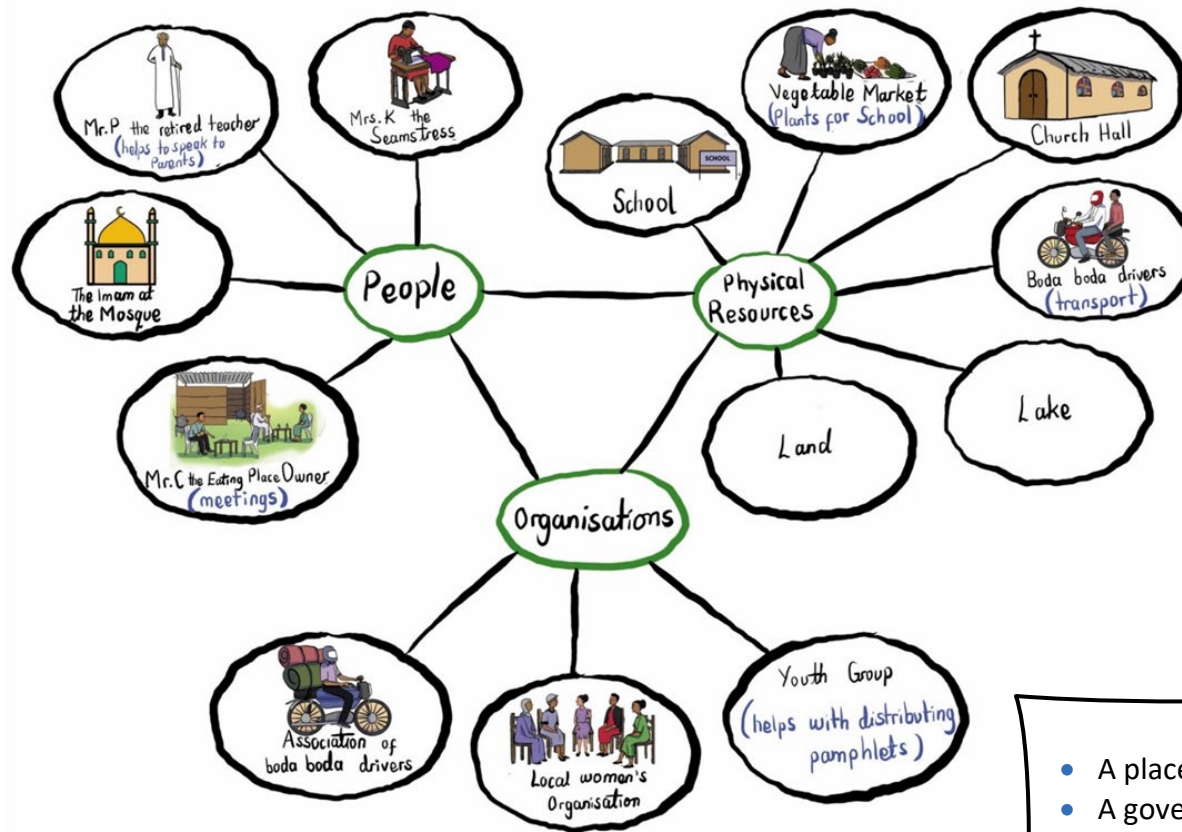 Mr.P the retired teacher
(helps to speak to
Parents)
Mrs. K the
Seamstress
The Imam at
the Mosque
Mr.C the Eating Place Owner
(meetings)
People
SCHOOL
School
Vegetable Market
(Plants for School)
Church Hall
Boda boda drivers
(transport)
Physical
Resources
Land
Lake
Organisations
Association of
boda boda drivers
Local women's
Organisation
Youth Group
(helps with distributing
pamphlets)
• A place
• A gove